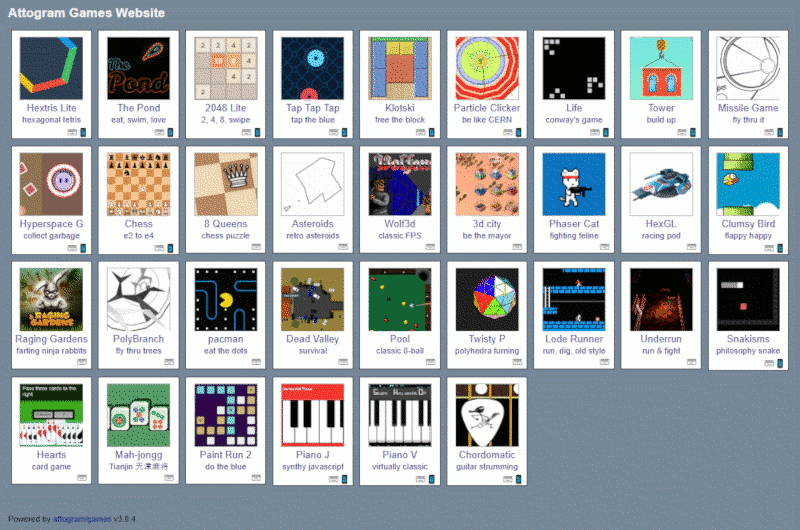 Attogram Games Website
The
Pond
2 2 4 2
2 4
2
Wolfen
RAGING
GARDENS
Hextris Lite
hexagonal tetris
The Pond
eat, swim, love
2048 Lite
2, 4, 8, swipe
Tap Tap Tap
tap the blue
Klotski
free the block
Particle Clicker
be like CERN
Life
conway's game
Tower
build up
Missile Game
fly thru it
Hyperspace G
collect garbage
Chess
e2 to e4
8 Queens
chess puzzle
Asteroids
retro asteroids
Wolf3d
classic FPS
3d.city
be the mayor
Phaser Cat
fighting feline
HexGL
racing pod
Clumsy Bird
flappy happy
Raging Gardens
farting ninja rabbits
PolyBranch
fly thru trees
pacman
eat the dots
Dead Valley
survival
Pool
classic 8-ball
Twisty P
polyhedra turning
Lode Runner
run, dig, old style
Underrun
run & fight
Snakisms
philosophy snake
Pass three cards to the
right
Hearts
card game
Mah-jongg
Tianjin 天津麻将
Paint Run 2
do the blue
Piano J
synthy javascript
Piano V
virtually classic
Chordomatic
guitar strumming
Powered by attogram/games v3.0.4